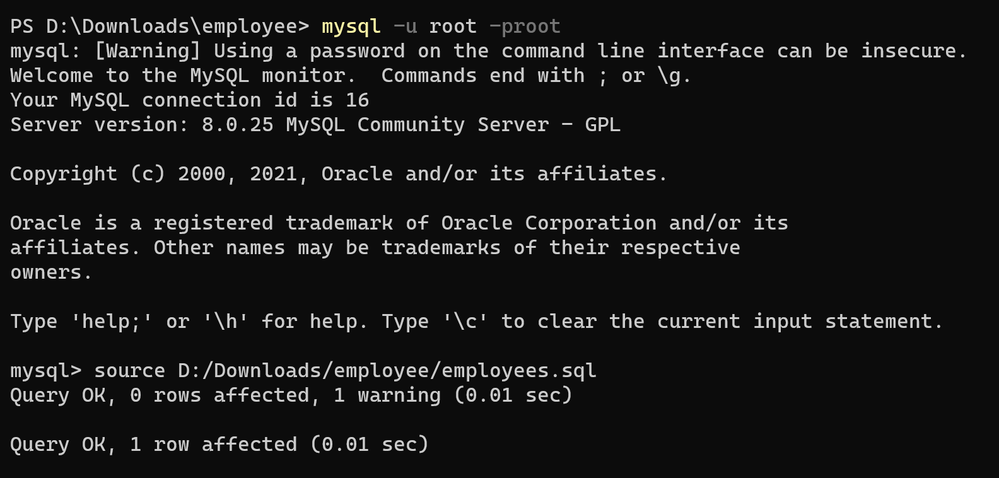 PS D:\Downloads\employee> mysql -u root -proot
mysql: [Warning] Using a password on the command line interface can be insecure.
Welcome to the MySQL monitor.  Commands end with ; or \g.
Your MySQL connection id is 16
Server version: 8.0.25 MySQL Community Server - GPL

Copyright (c) 2000, 2021, Oracle and/or its affiliates.

Oracle is a registered trademark of Oracle Corporation and/or its
affiliates. Other names may be trademarks of their respective
owners.

Type 'help;' or '\h' for help. Type '\c' to clear the current input statement.

mysql> source D:/Downloads/employee/employees.sql
Query OK, 0 rows affected, 1 warning (0.01 sec)

Query OK, 1 row affected (0.01 sec)